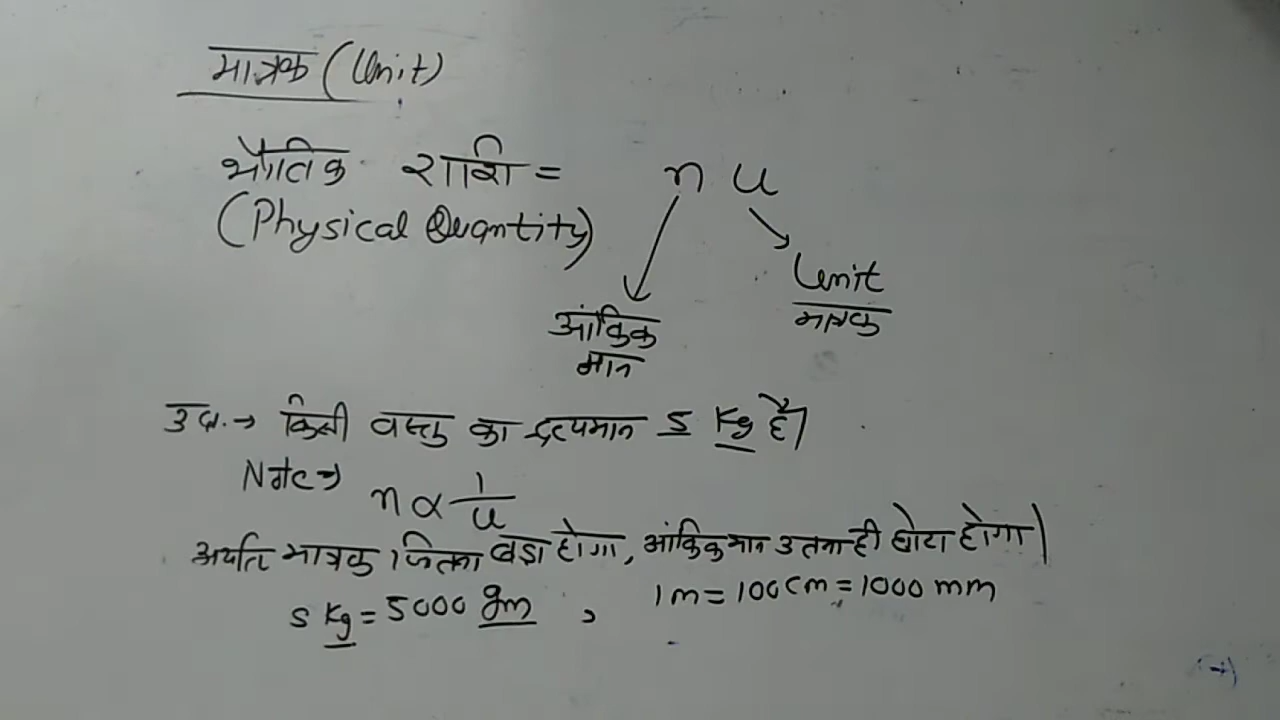 मात्रक (Unit)
भौतिक राशि = n u
(Physical Quantity)
Unit
मात्रक
आंकिक
मान
उदा. → किसी वस्तु का द्रव्यमान 5 Kg है।
Note →
n ∝ 1/u
अर्थात मात्रक जितना बड़ा होगा, आंकिक मान उतना ही छोटा होगा।
5 Kg = 5000 gm , 1m = 100cm = 1000 mm